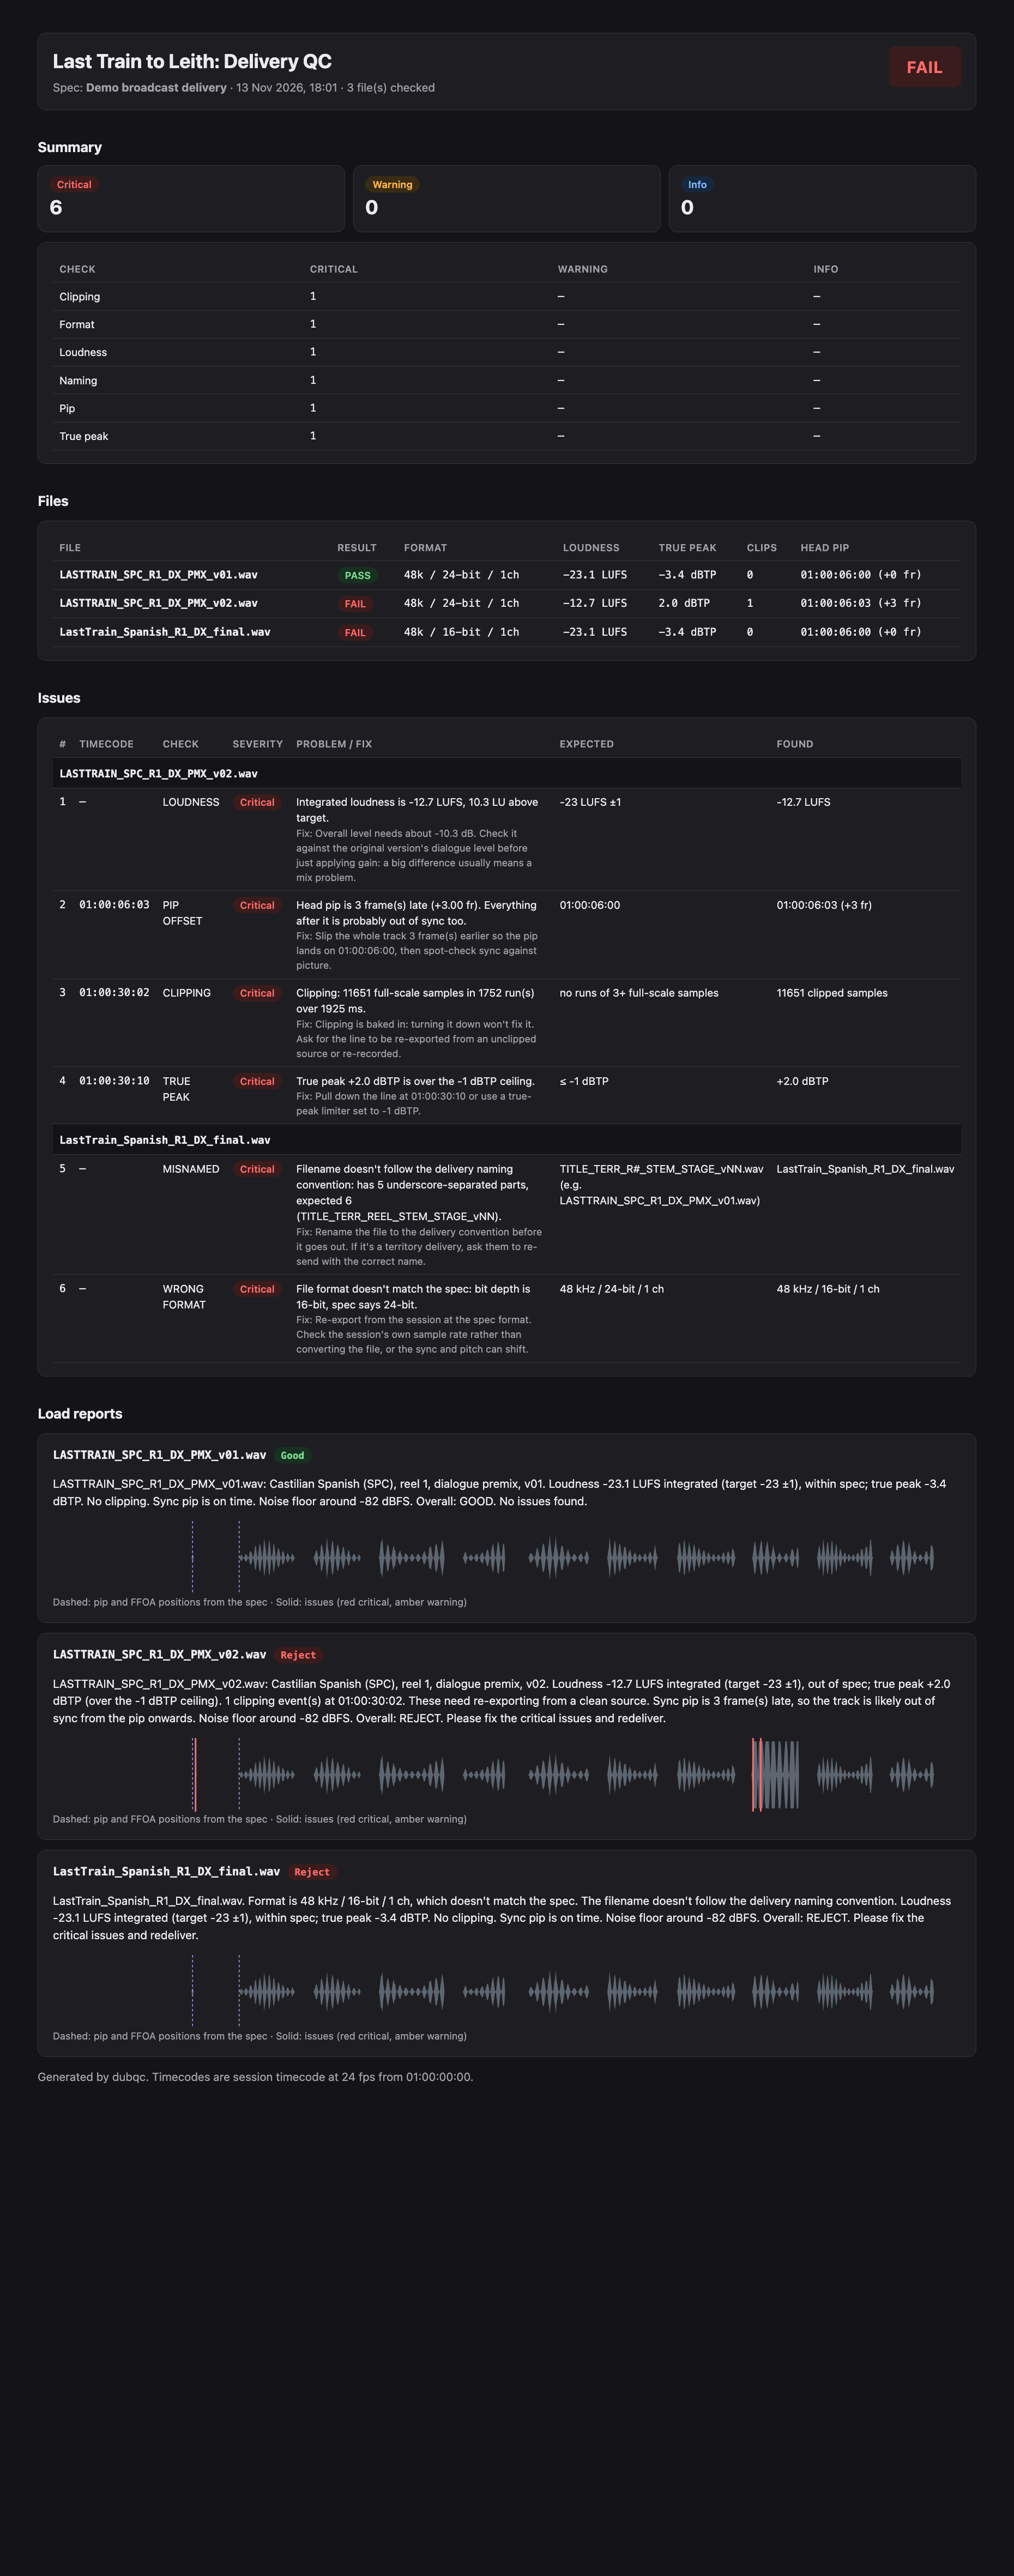 Last Train to Leith: Delivery QC
FAIL
Spec: Demo broadcast delivery · 13 Nov 2026, 18:01 · 3 file(s) checked
Summary
Critical
6
Warning
0
Info
0
CHECK CRITICAL WARNING INFO
Clipping 1 – –
Format 1 – –
Loudness 1 – –
Naming 1 – –
Pip 1 – –
True peak 1 – –
Files
FILE RESULT FORMAT LOUDNESS TRUE PEAK CLIPS HEAD PIP
LASTTRAIN_SPC_R1_DX_PMX_v01.wav PASS 48k / 24-bit / 1ch −23.1 LUFS −3.4 dBTP 0 01:00:06:00 (+0 fr)
LASTTRAIN_SPC_R1_DX_PMX_v02.wav FAIL 48k / 24-bit / 1ch −12.7 LUFS 2.0 dBTP 1 01:00:06:03 (+3 fr)
LastTrain_Spanish_R1_DX_final.wav FAIL 48k / 16-bit / 1ch −23.1 LUFS −3.4 dBTP 0 01:00:06:00 (+0 fr)
Issues
# TIMECODE CHECK SEVERITY PROBLEM / FIX EXPECTED FOUND
LASTTRAIN_SPC_R1_DX_PMX_v02.wav
1 – LOUDNESS Critical Integrated loudness is -12.7 LUFS, 10.3 LU above -23 LUFS ±1 -12.7 LUFS
target.
Fix: Overall level needs about -10.3 dB. Check it
against the original version's dialogue level before
just applying gain: a big difference usually means a
mix problem.
2 01:00:06:03 PIP Critical Head pip is 3 frame(s) late (+3.00 fr). Everything 01:00:06:00 01:00:06:03 (+3 fr)
OFFSET after it is probably out of sync too.
Fix: Slip the whole track 3 frame(s) earlier so the pip
lands on 01:00:06:00, then spot-check sync against
picture.
3 01:00:30:02 CLIPPING Critical Clipping: 11651 full-scale samples in 1752 run(s) no runs of 3+ full-scale samples 11651 clipped samples
over 1925 ms.
Fix: Clipping is baked in: turning it down won't fix it.
Ask for the line to be re-exported from an unclipped
source or re-recorded.
4 01:00:30:10 TRUE Critical True peak +2.0 dBTP is over the -1 dBTP ceiling. ≤ -1 dBTP +2.0 dBTP
PEAK Fix: Pull down the line at 01:00:30:10 or use a true-
peak limiter set to -1 dBTP.
LastTrain_Spanish_R1_DX_final.wav
5 – MISNAMED Critical Filename doesn't follow the delivery naming TITLE_TERR_R#_STEM_STAGE_vNN.wav LastTrain_Spanish_R1_DX_final.wav
convention: has 5 underscore-separated parts, (e.g.
expected 6 LASTTRAIN_SPC_R1_DX_PMX_v01.wav)
(TITLE_TERR_REEL_STEM_STAGE_vNN).
Fix: Rename the file to the delivery convention before
it goes out. If it's a territory delivery, ask them to re-
send with the correct name.
6 – WRONG Critical File format doesn't match the spec: bit depth is 48 kHz / 24-bit / 1 ch 48 kHz / 16-bit / 1 ch
FORMAT 16-bit, spec says 24-bit.
Fix: Re-export from the session at the spec format.
Check the session's own sample rate rather than
converting the file, or the sync and pitch can shift.
Load reports
LASTTRAIN_SPC_R1_DX_PMX_v01.wav Good
LASTTRAIN_SPC_R1_DX_PMX_v01.wav: Castilian Spanish (SPC), reel 1, dialogue premix, v01. Loudness -23.1 LUFS integrated (target -23 ±1), within spec; true peak -3.4
dBTP. No clipping. Sync pip is on time. Noise floor around -82 dBFS. Overall: GOOD. No issues found.
Dashed: pip and FFOA positions from the spec · Solid: issues (red critical, amber warning)
LASTTRAIN_SPC_R1_DX_PMX_v02.wav Reject
LASTTRAIN_SPC_R1_DX_PMX_v02.wav: Castilian Spanish (SPC), reel 1, dialogue premix, v02. Loudness -12.7 LUFS integrated (target -23 ±1), out of spec; true peak +2.0
dBTP (over the -1 dBTP ceiling). 1 clipping event(s) at 01:00:30:02. These need re-exporting from a clean source. Sync pip is 3 frame(s) late, so the track is likely out of
sync from the pip onwards. Noise floor around -82 dBFS. Overall: REJECT. Please fix the critical issues and redeliver.
Dashed: pip and FFOA positions from the spec · Solid: issues (red critical, amber warning)
LastTrain_Spanish_R1_DX_final.wav Reject
LastTrain_Spanish_R1_DX_final.wav. Format is 48 kHz / 16-bit / 1 ch, which doesn't match the spec. The filename doesn't follow the delivery naming convention. Loudness
-23.1 LUFS integrated (target -23 ±1), within spec; true peak -3.4 dBTP. No clipping. Sync pip is on time. Noise floor around -82 dBFS. Overall: REJECT. Please fix the
critical issues and redeliver.
Dashed: pip and FFOA positions from the spec · Solid: issues (red critical, amber warning)
Generated by dubqc. Timecodes are session timecode at 24 fps from 01:00:00:00.